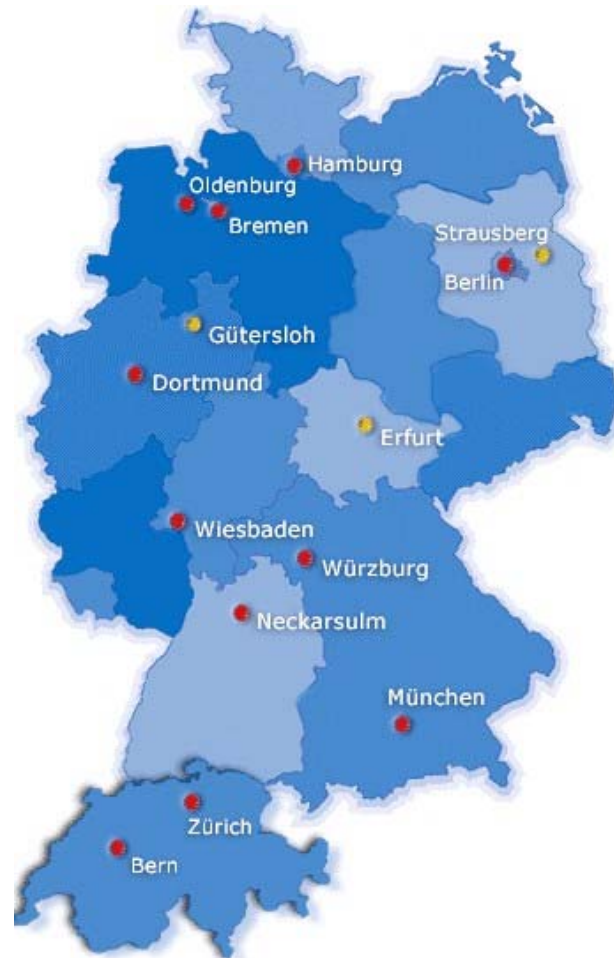 Hamburg
Oldenburg
Bremen
Strausberg
Berlin
Gütersloh
Dortmund
Erfurt
Wiesbaden
Würzburg
Neckarsulm
München
Zürich
Bern